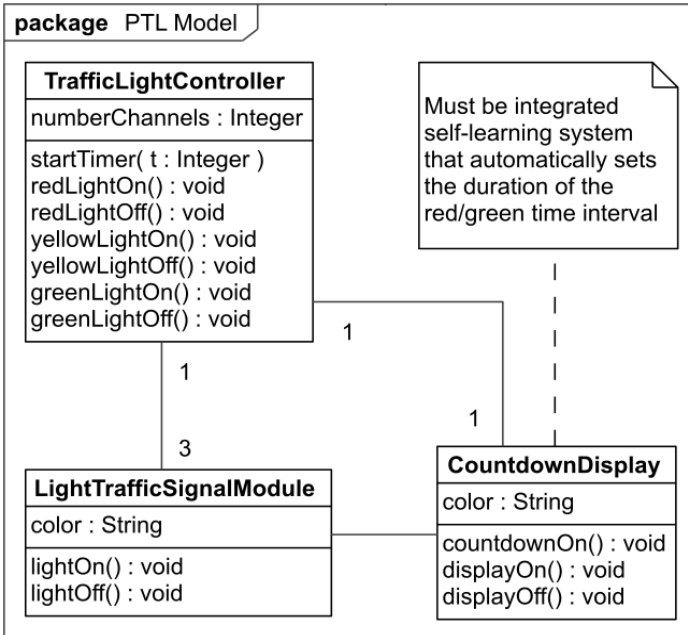 package PTL Model
TrafficLightController
numberChannels : Integer
startTimer( t : Integer )
redLightOn() : void
redLightOff() : void
yellowLightOn() : void
yellowLightOff() : void
greenLightOn() : void
greenLightOff() : void
Must be integrated
self-learning system
that automatically sets
the duration of the
red/green time interval
1
1
1
3
LightTrafficSignalModule
color : String
lightOn() : void
lightOff() : void
CountdownDisplay
color : String
countdownOn() : void
displayOn() : void
displayOff() : void